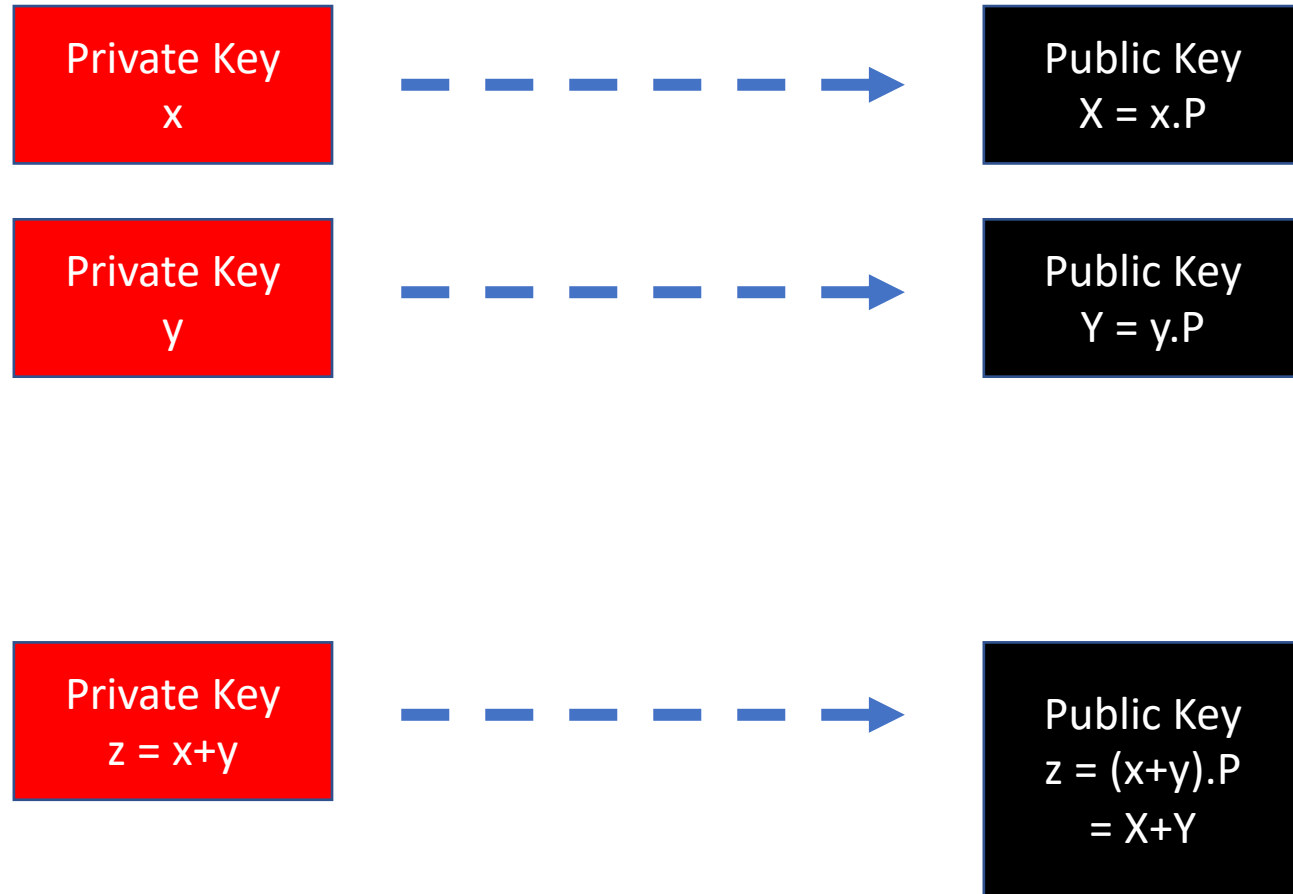 Private Key
x
Public Key
X = x.P
Private Key
y
Public Key
Y = y.P
Private Key
z = x+y
Public Key
z = (x+y).P
= X+Y